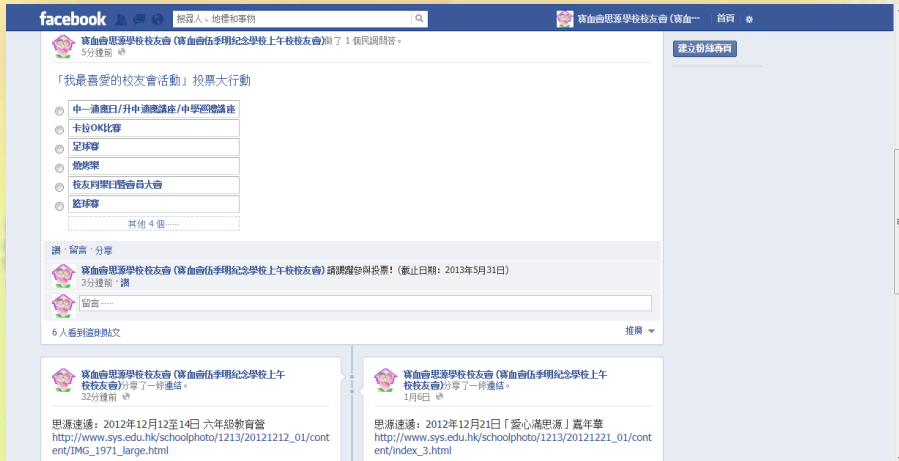 facebook
搜尋人、地標和事物
寶血會思源學校校友會 (寶血⋯
首頁
寶血會思源學校校友會 (寶血會伍季明紀念學校上午校校友會)做了 1 個民調問答。
5分鐘前
建立粉絲專頁
「我最喜愛的校友會活動」投票大行動
中一適應日/升中適應講座/中學巡禮講座
卡拉OK比賽
足球賽
燒烤樂
校友同樂日暨會員大會
籃球賽
其他 4 個⋯⋯
讚 · 留言 · 分享
寶血會思源學校校友會 (寶血會伍季明紀念學校上午校校友會) 請踴躍參與投票! (截止日期: 2013年5月31日)
3分鐘前 · 讚
留言⋯⋯
6 人看到這則貼文
推廣
寶血會思源學校校友會 (寶血會伍季明紀念學校上午
校校友會)分享了一條連結。
32分鐘前
思源速遞: 2012年12月12至14日 六年級教育營
http://www.sys.edu.hk/schoolphoto/1213/20121212_01/cont
ent/IMG_1971_large.html
寶血會思源學校校友會 (寶血會伍季明紀念學校上午
校校友會)分享了一條連結。
1月6日
思源速遞: 2012年12月21日「愛心滿思源」嘉年華
http://www.sys.edu.hk/schoolphoto/1213/20121221_01/cont
ent/index_3.html